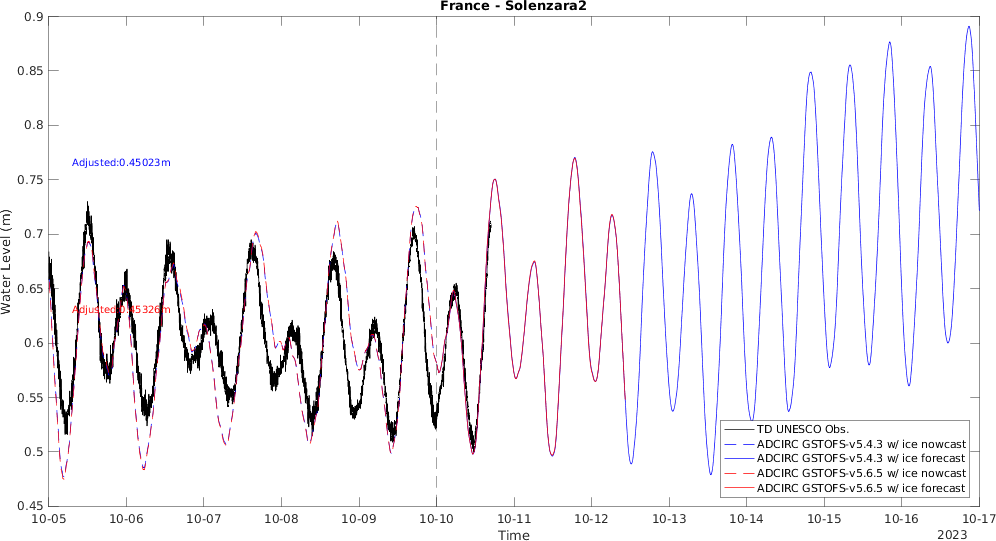 France - Solenzara2
0.9
0.85
0.8
0.75
0.7
0.65
0.6
0.55
0.5
0.45
Water Level (m)
Adjusted:0.45023m
Adjusted:0.45326m
TD UNESCO Obs.
ADCIRC GSTOFS-v5.4.3 w/ ice nowcast
ADCIRC GSTOFS-v5.4.3 w/ ice forecast
ADCIRC GSTOFS-v5.6.5 w/ ice nowcast
ADCIRC GSTOFS-v5.6.5 w/ ice forecast
10-05 10-06 10-07 10-08 10-09 10-10 10-11 10-12 10-13 10-14 10-15 10-16 10-17
Time
2023